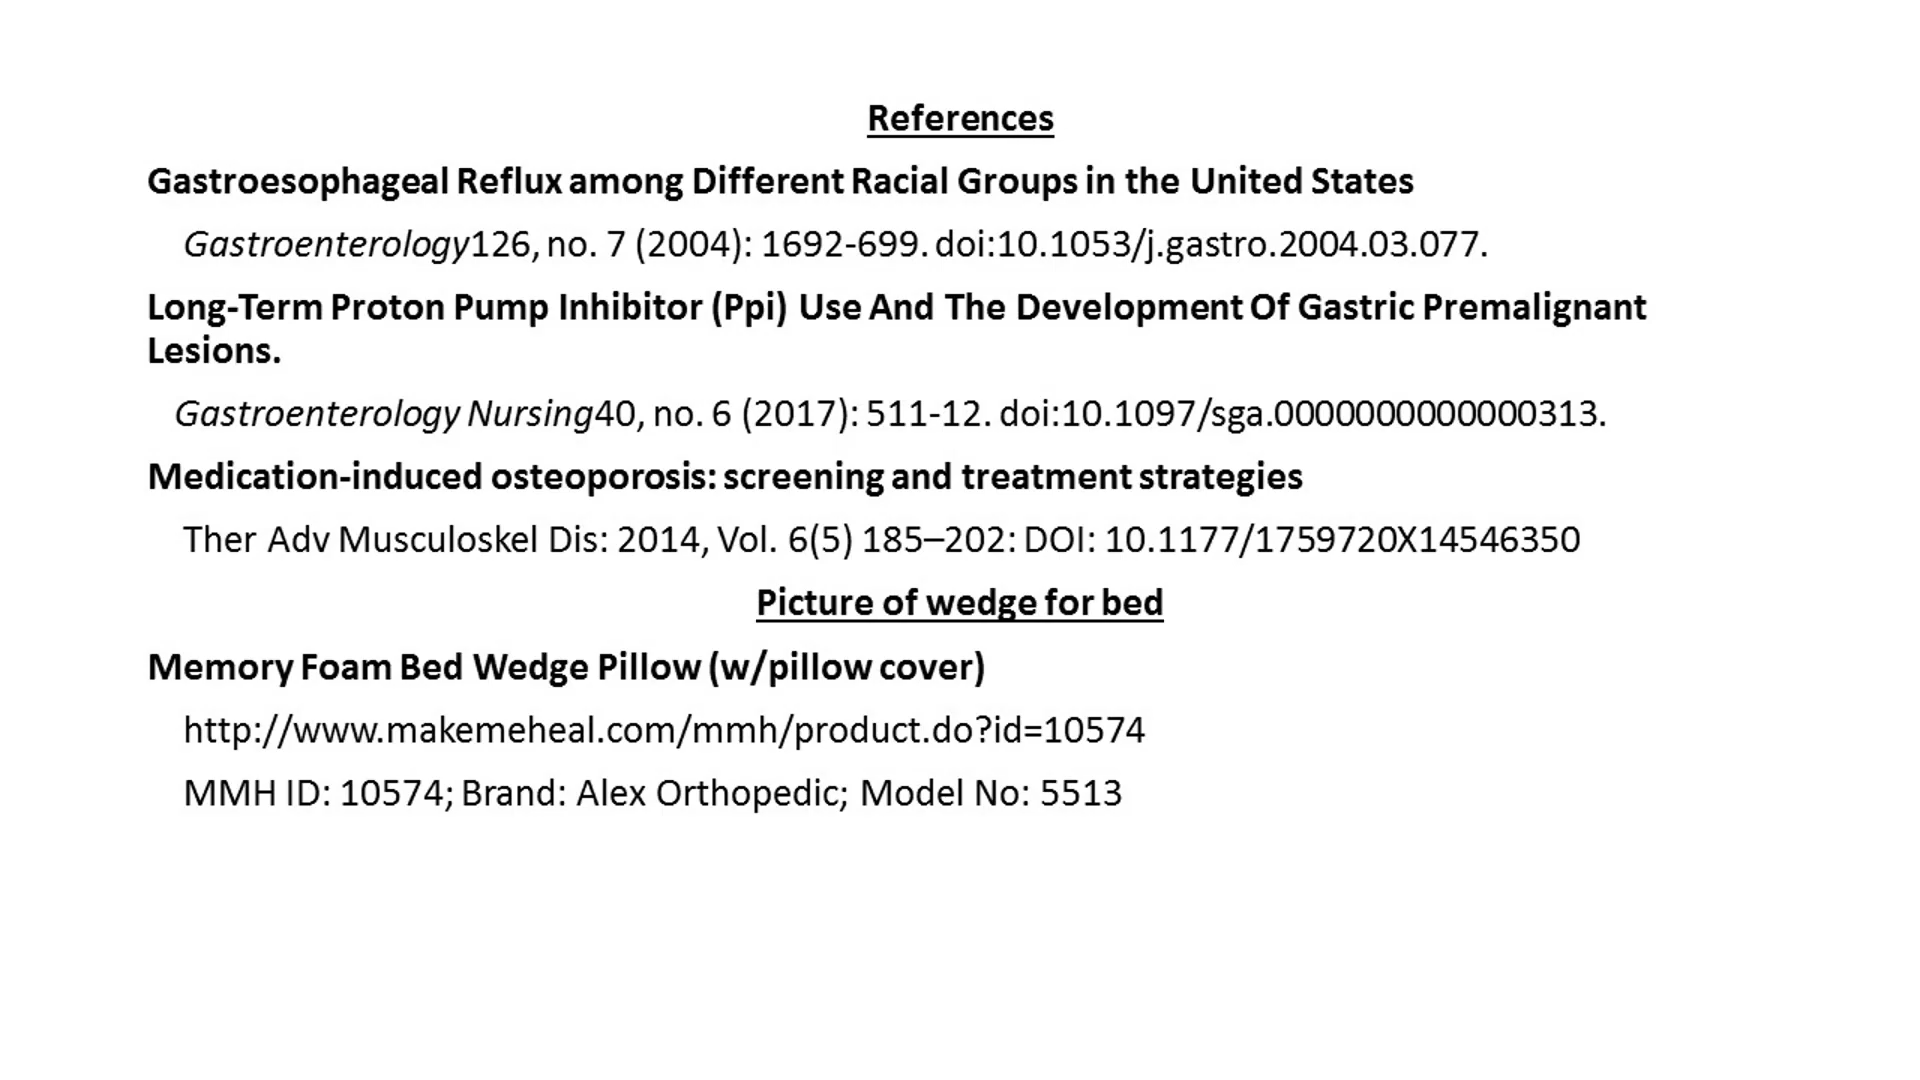 References
Gastroesophageal Reflux among Different Racial Groups in the United States
Gastroenterology126, no. 7 (2004): 1692-699. doi:10.1053/j.gastro.2004.03.077.
Long-Term Proton Pump Inhibitor (Ppi) Use And The Development Of Gastric Premalignant
Lesions.
Gastroenterology Nursing40, no. 6 (2017): 511-12. doi:10.1097/sga.0000000000000313.
Medication-induced osteoporosis: screening and treatment strategies
Ther Adv Musculoskel Dis: 2014, Vol. 6(5) 185–202: DOI: 10.1177/1759720X14546350
Picture of wedge for bed
Memory Foam Bed Wedge Pillow (w/pillow cover)
http://www.makemeheal.com/mmh/product.do?id=10574
MMH ID: 10574; Brand: Alex Orthopedic; Model No: 5513